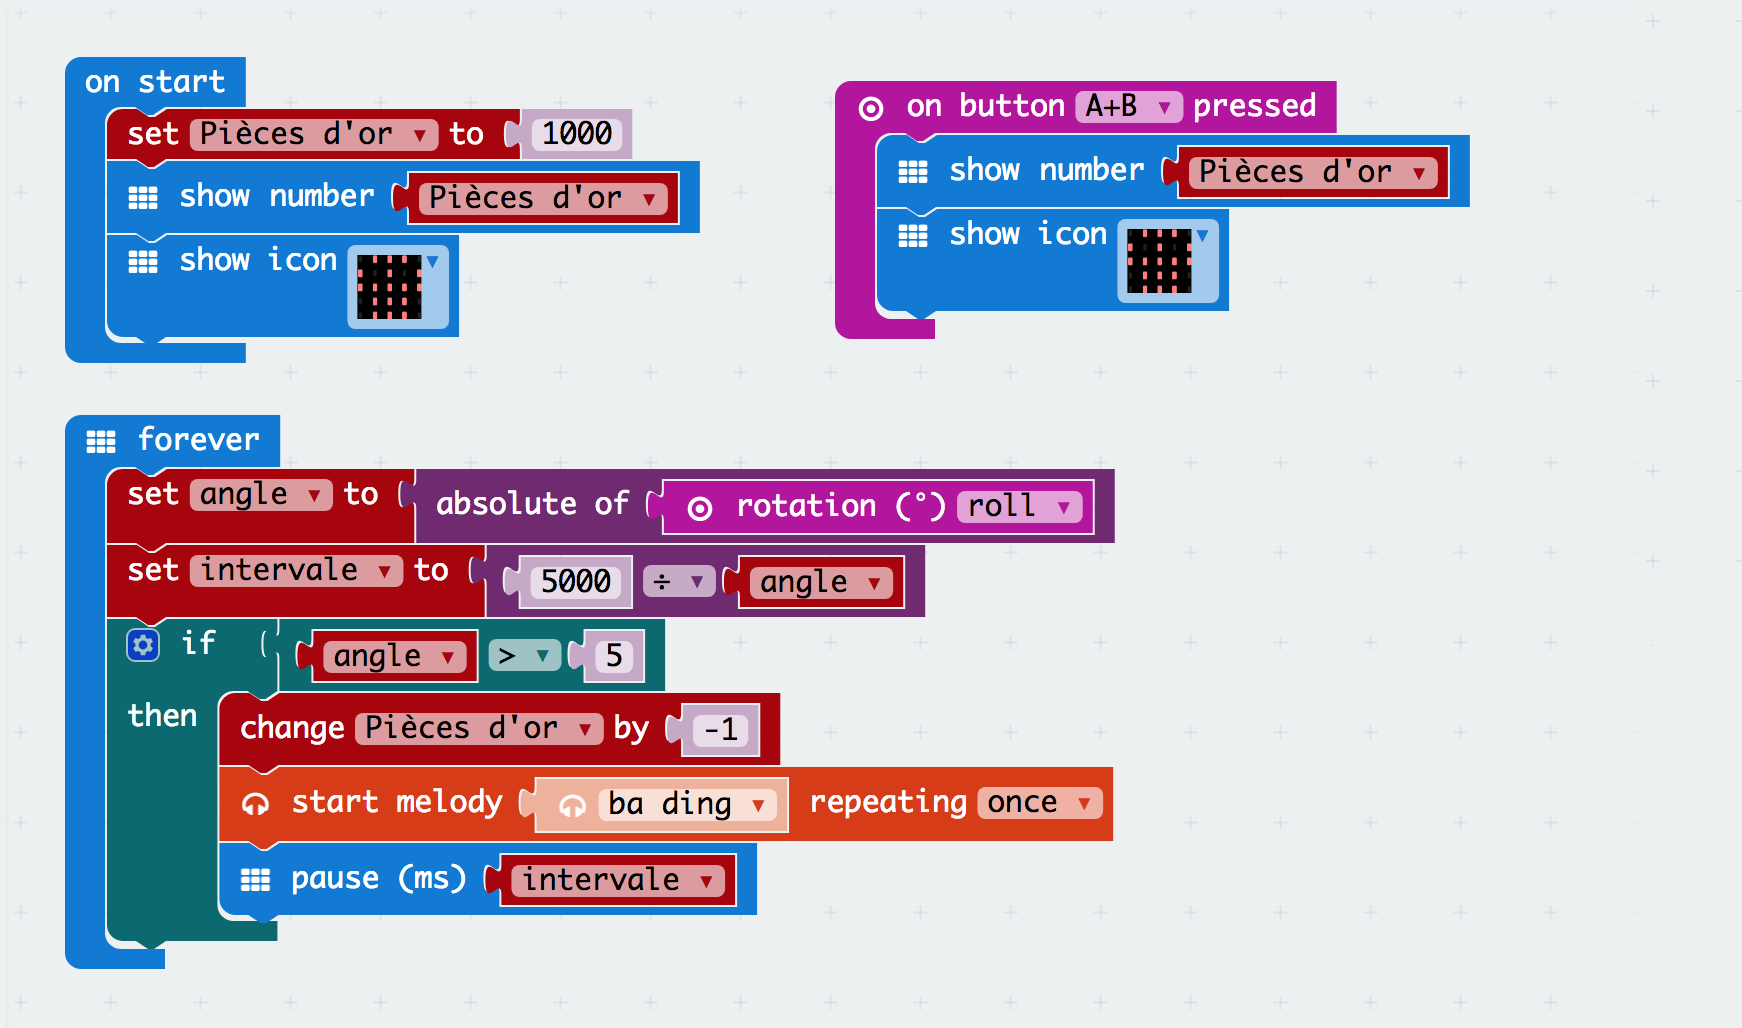 on start
set Pièces d'or to 1000
show number Pièces d'or
show icon
on button A+B pressed
show number Pièces d'or
show icon
forever
set angle to absolute of rotation (°) roll
set intervale to 5000 ÷ angle
if angle > 5
then
change Pièces d'or by -1
start melody ba ding repeating once
pause (ms) intervale